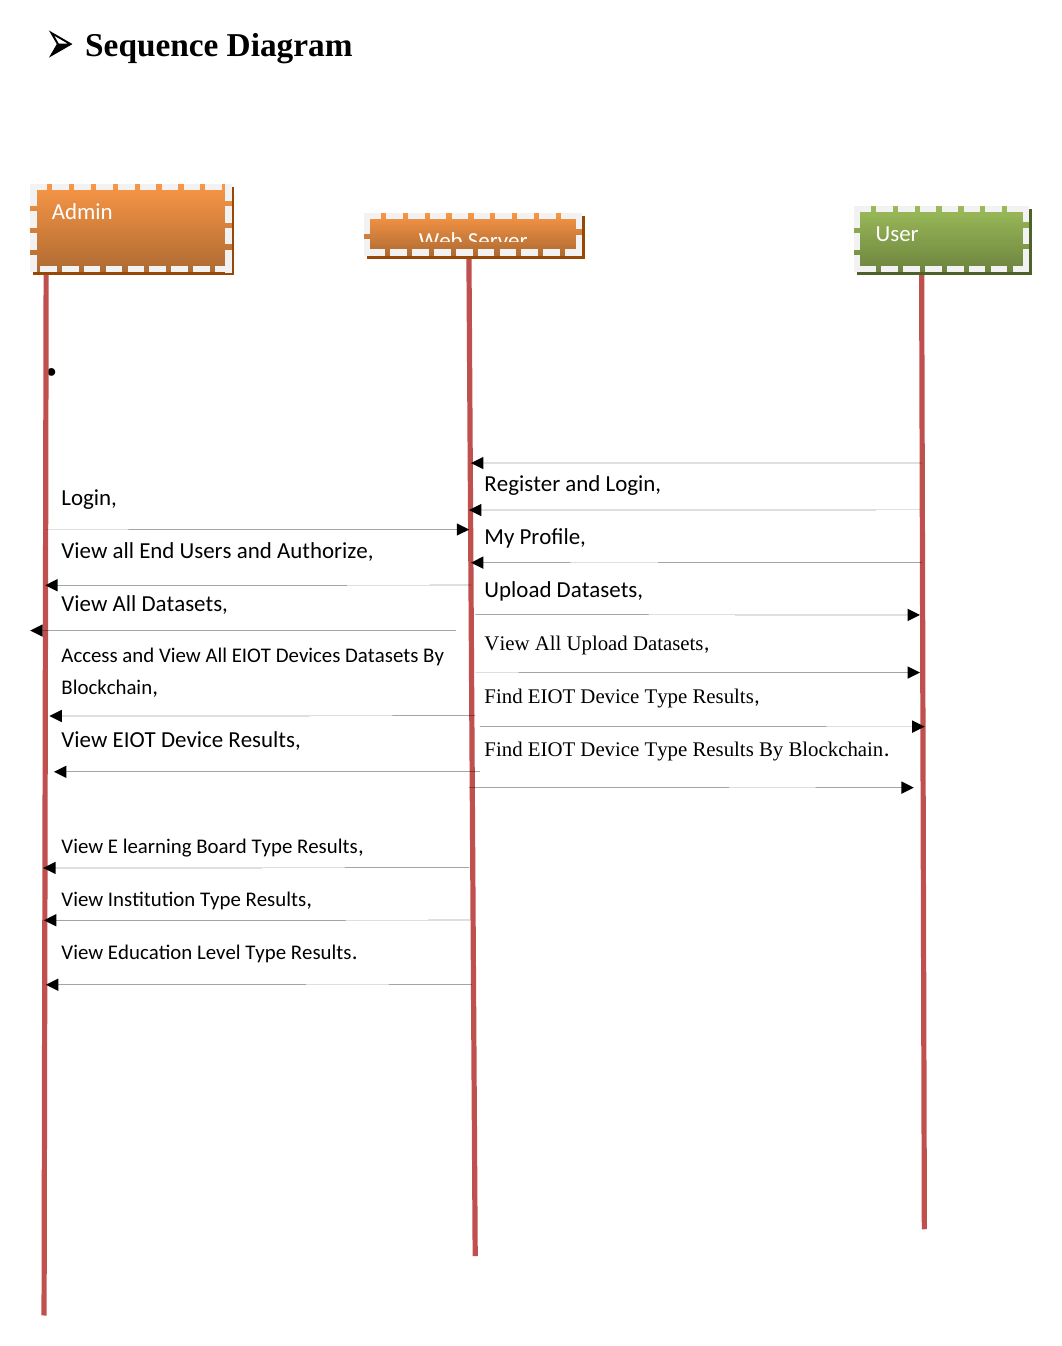 ➢ Sequence Diagram
Admin
Web Server
User
•
Login,
View all End Users and Authorize,
View All Datasets,
Access and View All EIOT Devices Datasets By
Blockchain,
View EIOT Device Results,
View E learning Board Type Results,
View Institution Type Results,
View Education Level Type Results.
Register and Login,
My Profile,
Upload Datasets,
View All Upload Datasets,
Find EIOT Device Type Results,
Find EIOT Device Type Results By Blockchain.